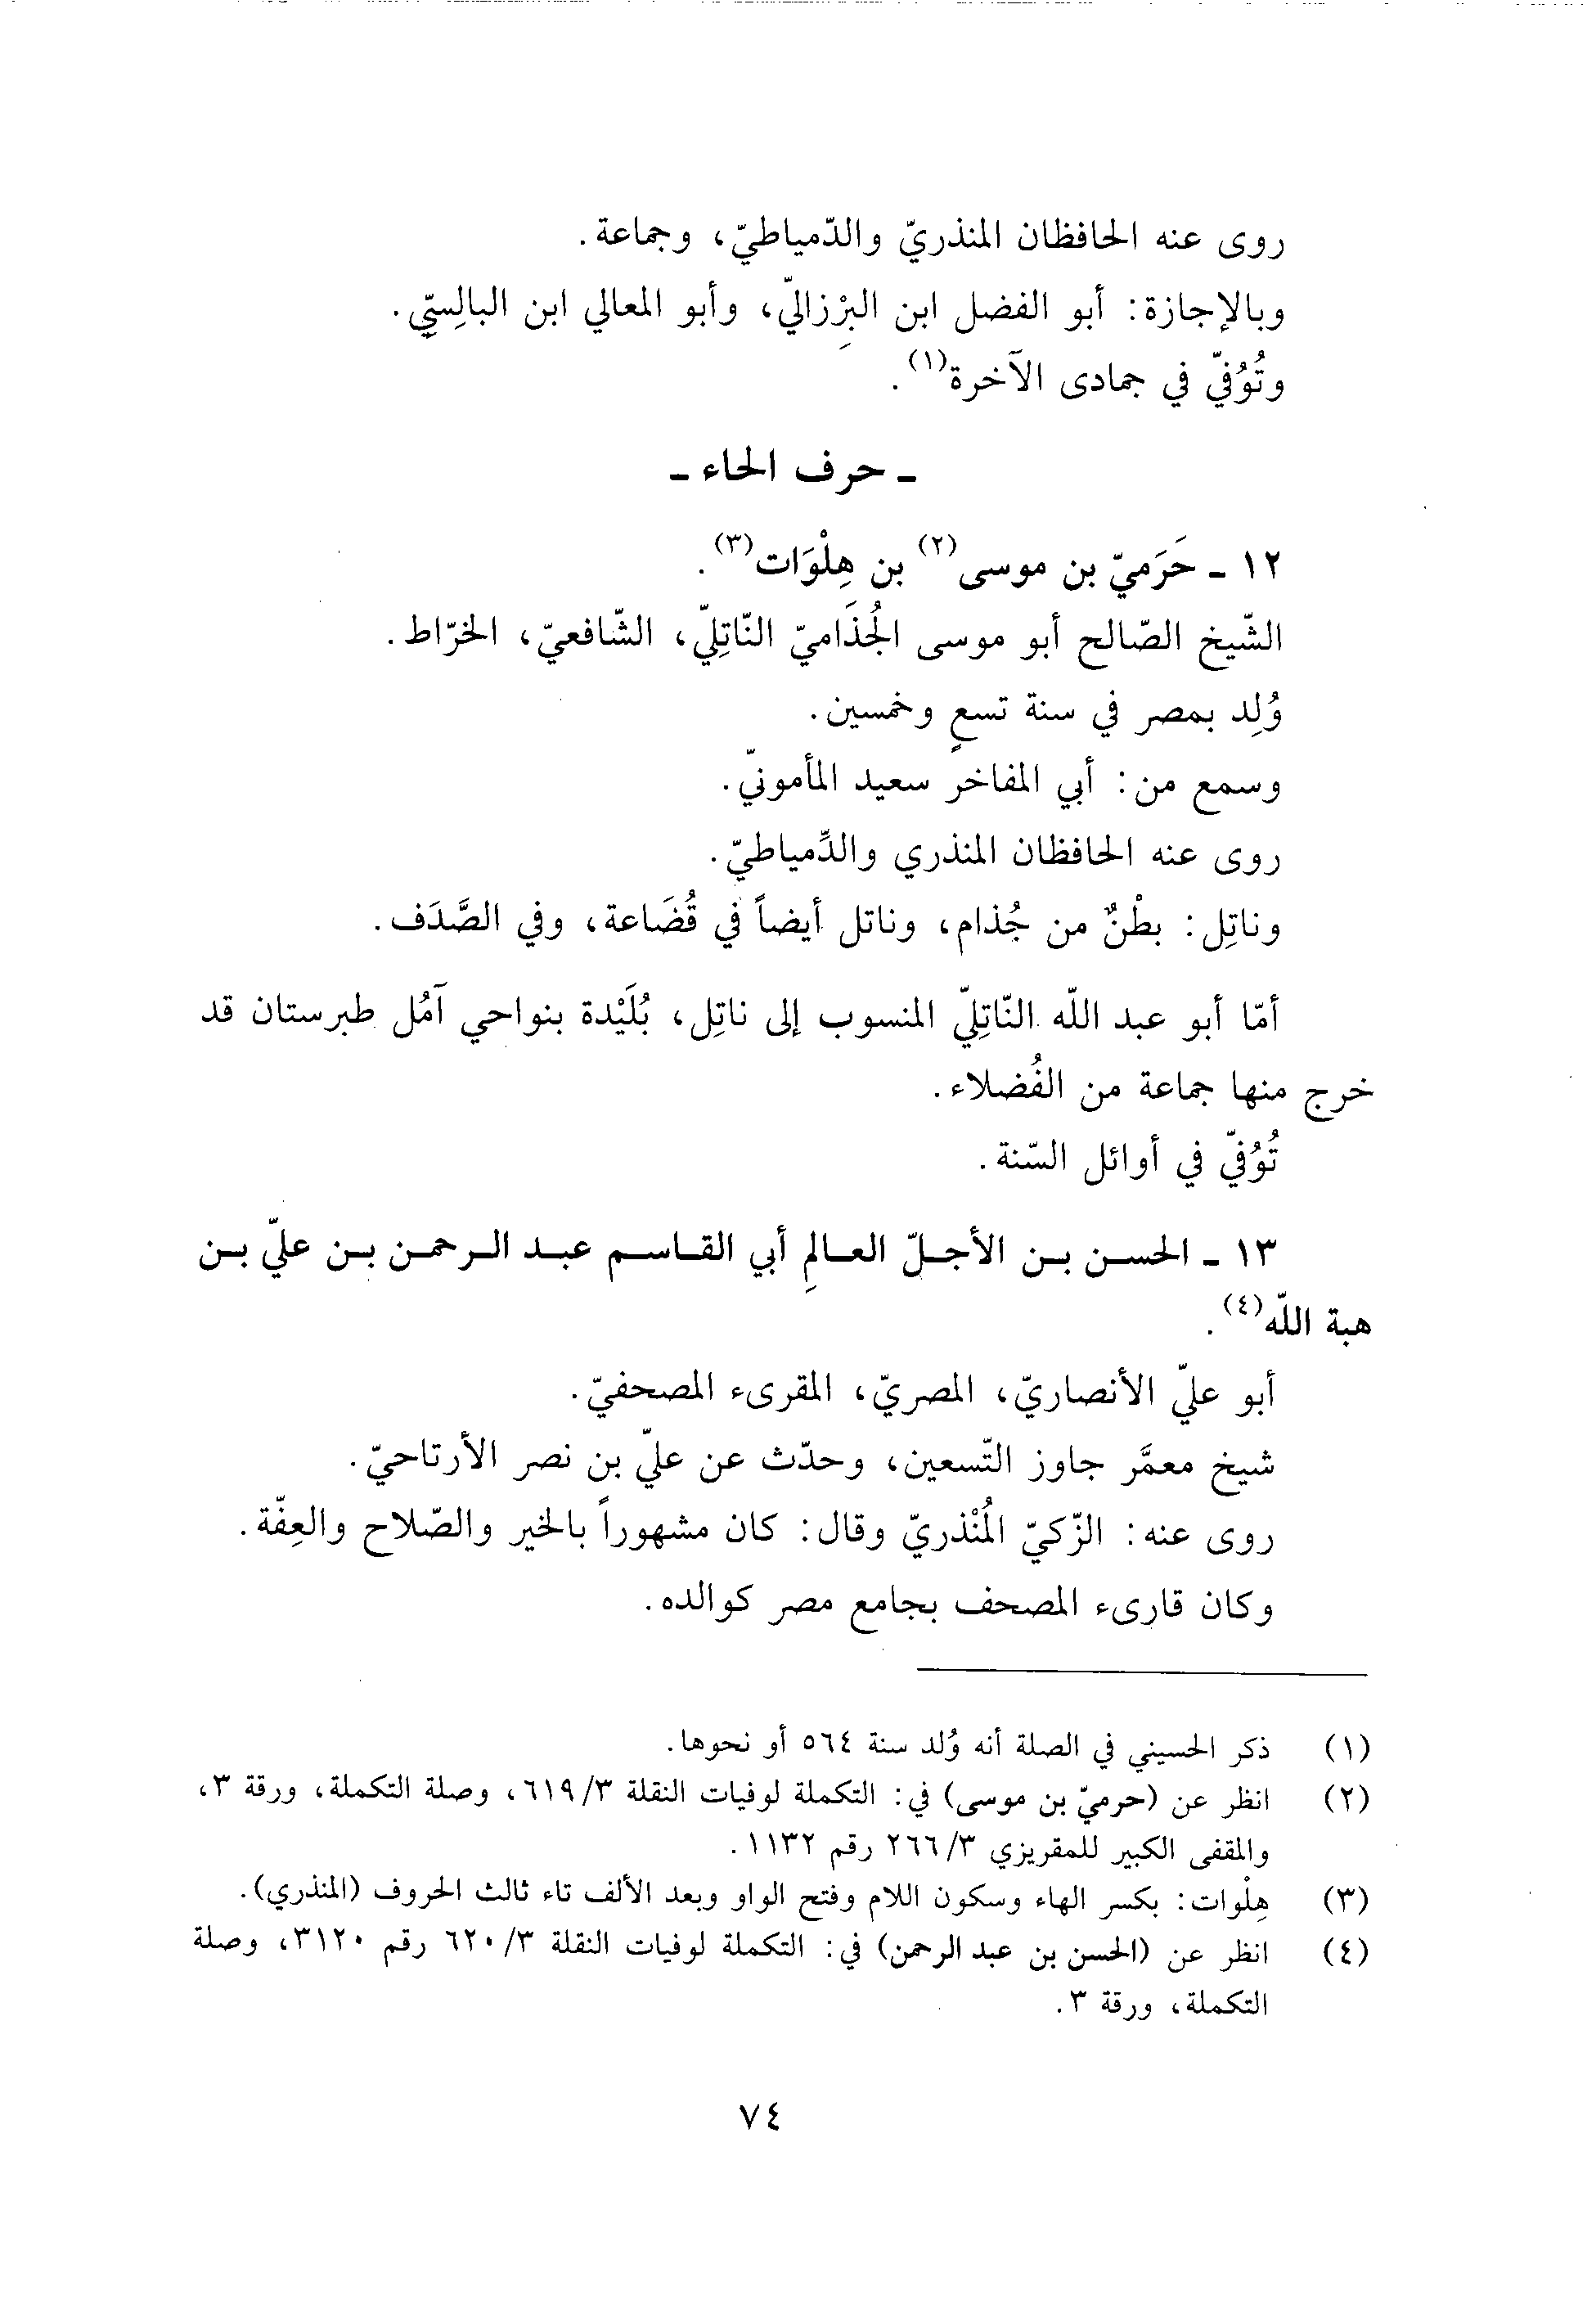 روى عنه الحافظان المنذريّ والدّمياطيّ، وجماعة.
وبالإجازة: أبو الفضل ابن البِرْزاليّ، وأبو المعالي ابن البالِسيّ.
وتُوُفيّ في جمادى الآخرة(١).
ـ حرف الحاء ـ
١٢ ـ حَرَميّ بن موسى(٢) بن هِلْوَات(٣).
الشّيخ الصّالح أبو موسى الجُذَاميّ النّاتِليّ، الشّافعيّ، الخرّاط.
وُلِد بمصر في سنة تسعٍ وخمسين.
وسمع من: أبي المفاخر سعيد المأمونيّ.
روى عنه الحافظان المنذري والدِّمياطيّ.
وناتِل: بطْنٌ من جُذام، وناتل أيضاً في قُضَاعة، وفي الصَّدَف.
أمّا أبو عبد اللّه النّاتِليّ المنسوب إلى ناتِل، بُلَيْدة بنواحي آمُل طبرستان قد
خرج منها جماعة من الفُضلاء.
تُوُفيّ في أوائل السّنة.
١٣ ـ الحسن بن الأجلّ العالِم أبي القاسم عبد الرحمن بن عليّ بن
هبة اللّه(٤).
أبو عليّ الأنصاريّ، المصريّ، المقرىء المصحفيّ.
شيخ معمَّر جاوز التّسعين، وحدّث عن عليّ بن نصر الأرتاحيّ.
روى عنه: الزّكيّ المُنْذريّ وقال: كان مشهوراً بالخير والصّلاح والعِفّة.
وكان قارىء المصحف بجامع مصر كوالده.
(١) ذكر الحسيني في الصلة أنه وُلد سنة ٥٦٤ أو نحوها.
(٢) انظر عن (حرميّ بن موسى) في: التكملة لوفيات النقلة ٣/ ٦١٩، وصلة التكملة، ورقة ٣،
والمقفى الكبير للمقريزي ٣/ ٢٦٦ رقم ١١٣٢.
(٣) هِلْوات: بكسر الهاء وسكون اللام وفتح الواو وبعد الألف تاء ثالث الحروف (المنذري).
(٤) انظر عن (الحسن بن عبد الرحمن) في: التكملة لوفيات النقلة ٣/ ٦٢٠ رقم ٣١٢٠، وصلة
التكملة، ورقة ٣.
٧٤